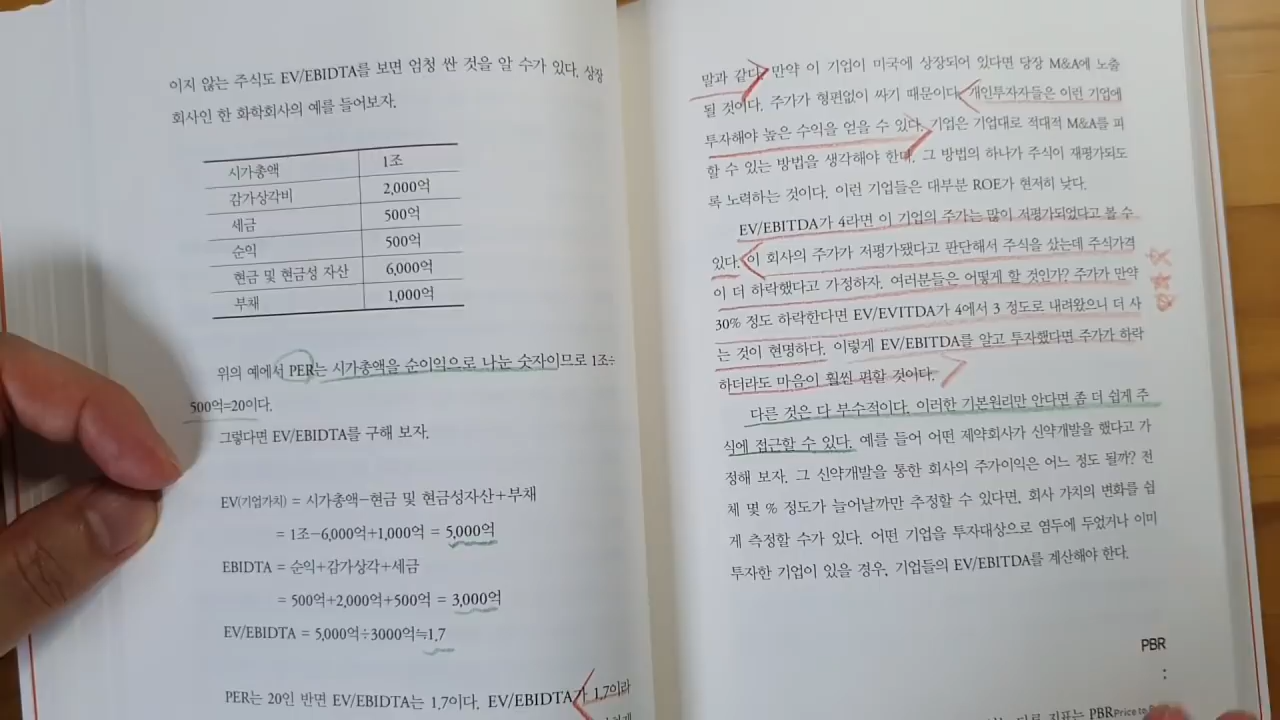 이지 않는 주식도 EV/EBIDTA를 보면 엄청 싼 것을 알 수가 있다. 상장
회사인 한 화학회사의 예를 들어보자.
시가총액 1조
감가상각비 2,000억
세금 500억
순익 500억
현금 및 현금성 자산 6,000억
부채 1,000억
위의 예에서 PER는 시가총액을 순이익으로 나눈 숫자이므로 1조÷
500억=20이다.
그렇다면 EV/EBIDTA를 구해 보자.
EV(기업가치) = 시가총액-현금 및 현금성자산+부채
= 1조-6,000억+1,000억 = 5,000억
EBIDTA = 순익+감가상각+세금
= 500억+2,000억+500억 = 3,000억
EV/EBIDTA = 5,000억÷3000억≒1.7
PER는 20인 반면 EV/EBIDTA는 1.7이다. EV/EBIDTA가 1.7이라
말과 같다. 만약 이 기업이 미국에 상장되어 있다면 당장 M&A에 노출
될 것이다. 주가가 형편없이 싸기 때문이다. 개인투자자들은 이런 기업에
투자해야 높은 수익을 얻을 수 있다. 기업은 기업대로 적대적 M&A를 피
할 수 있는 방법을 생각해야 한다. 그 방법의 하나가 주식이 재평가되도
록 노력하는 것이다. 이런 기업들은 대부분 ROE가 현저히 낮다.
EV/EBITDA가 4라면 이 기업의 주가는 많이 저평가되었다고 볼 수
있다. 이 회사의 주가가 저평가됐다고 판단해서 주식을 샀는데 주식가격
이 더 하락했다고 가정하자. 여러분들은 어떻게 할 것인가? 주가가 만약
30% 정도 하락한다면 EV/EVITDA가 4에서 3 정도로 내려왔으니 더 사
는 것이 현명하다. 이렇게 EV/EBITDA를 알고 투자했다면 주가가 하락
하더라도 마음이 훨씬 편할 것이다.
다른 것은 다 부수적이다. 이러한 기본원리만 안다면 좀 더 쉽게 주
식에 접근할 수 있다. 예를 들어 어떤 제약회사가 신약개발을 했다고 가
정해 보자. 그 신약개발을 통한 회사의 주가이익은 어느 정도 될까? 전
체 몇 % 정도가 늘어날까만 추정할 수 있다면, 회사 가치의 변화를 쉽
게 측정할 수가 있다. 어떤 기업을 투자대상으로 염두에 두었거나 이미
투자한 기업이 있을 경우, 기업들의 EV/EBITDA를 계산해야 한다.
PBR
:
다른 지표는 PBR Price to